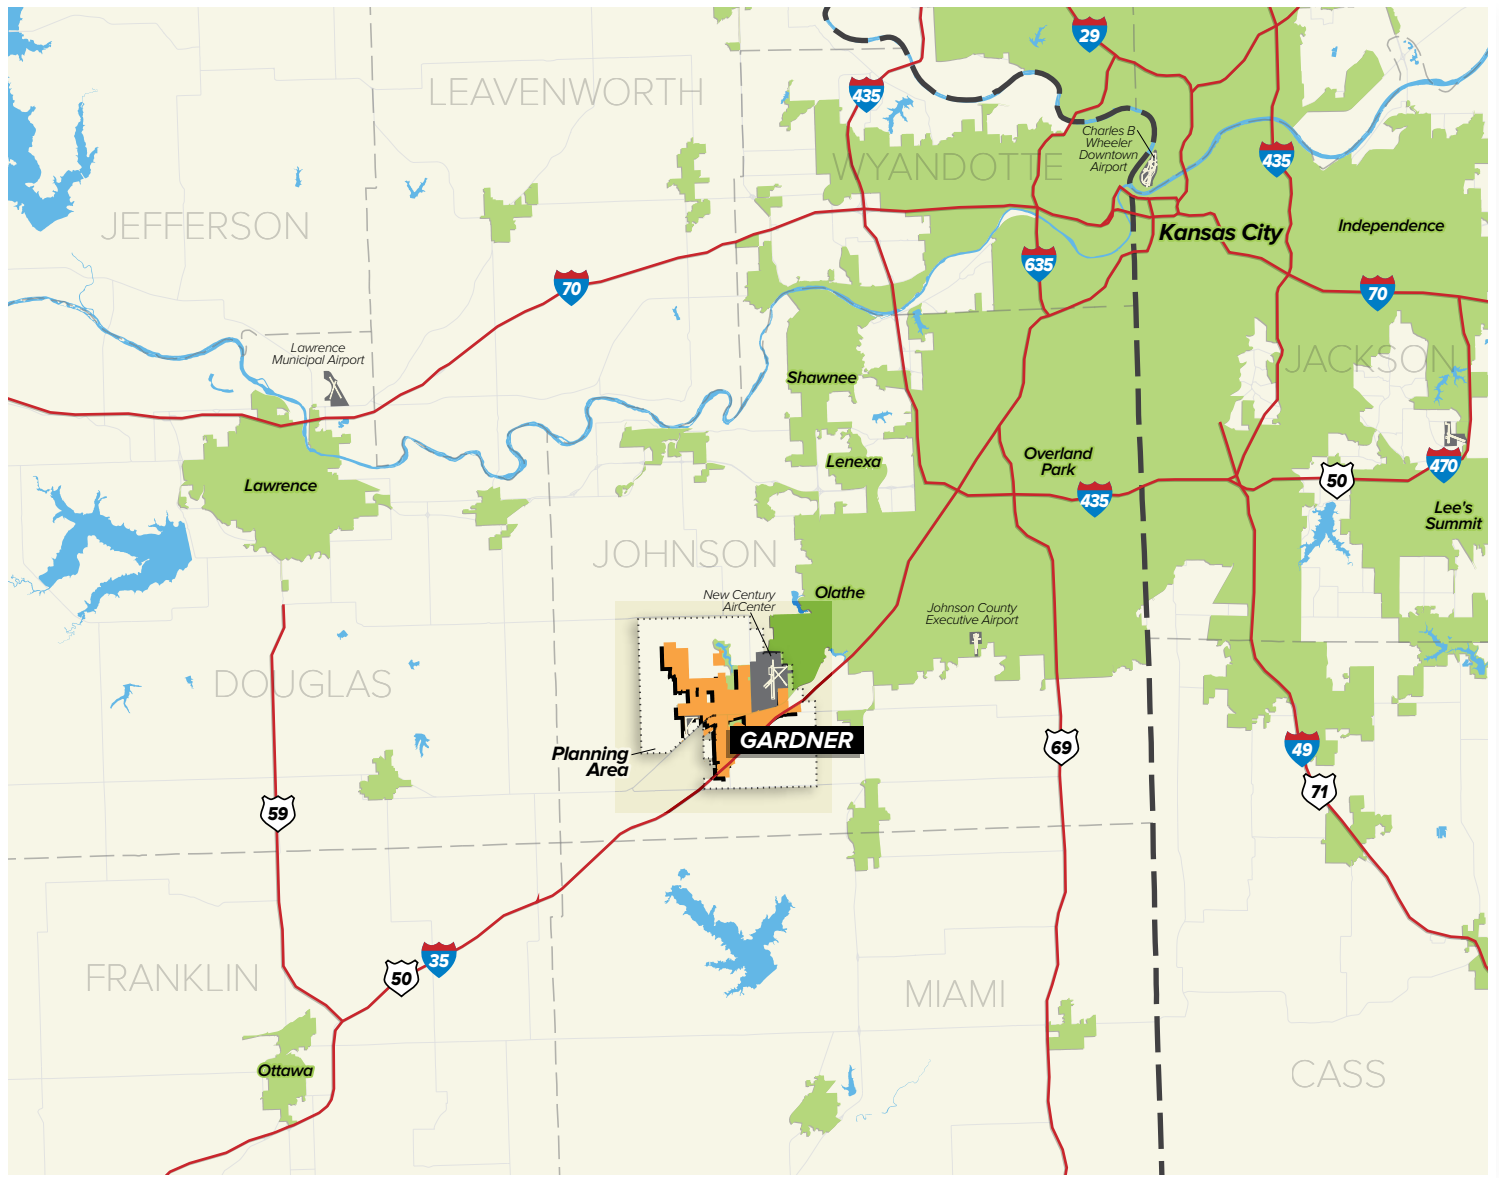 29
LEAVENWORTH
435
Charles B
Wheeler
Downtown
Airport
WYANDOTTE
435
JEFFERSON
Independence
Kansas City
635
70
70
Lawrence
Municipal Airport
JACKSON
Shawnee
Overland
Park
Lenexa
470
50
Lawrence
435
Lee's
Summit
JOHNSON
New Century
AirCenter
Olathe
Johnson County
Executive Airport
DOUGLAS
GARDNER
Planning
Area
69
49
71
59
35
50
FRANKLIN
MIAMI
Ottawa
CASS